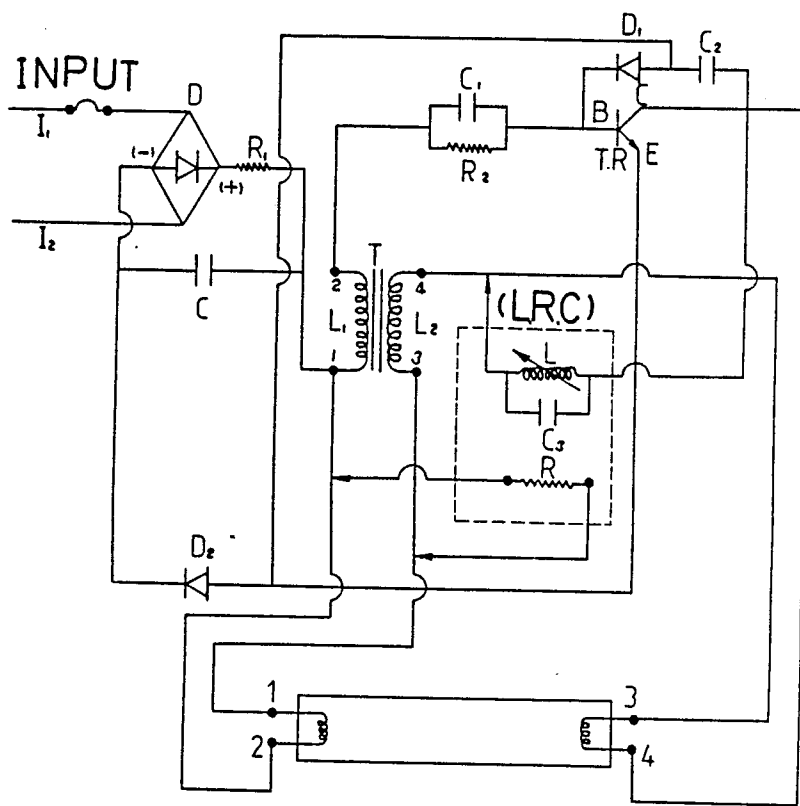 INPUT
I₁
I₂
D
(-)
(+)
R₁
C
C₁
R₂
D₁
C₂
B
C
T.R
E
T
2
4
L₁
L₂
1
3
(L.R.C)
L
C₃
R
D₂
1
2
3
4